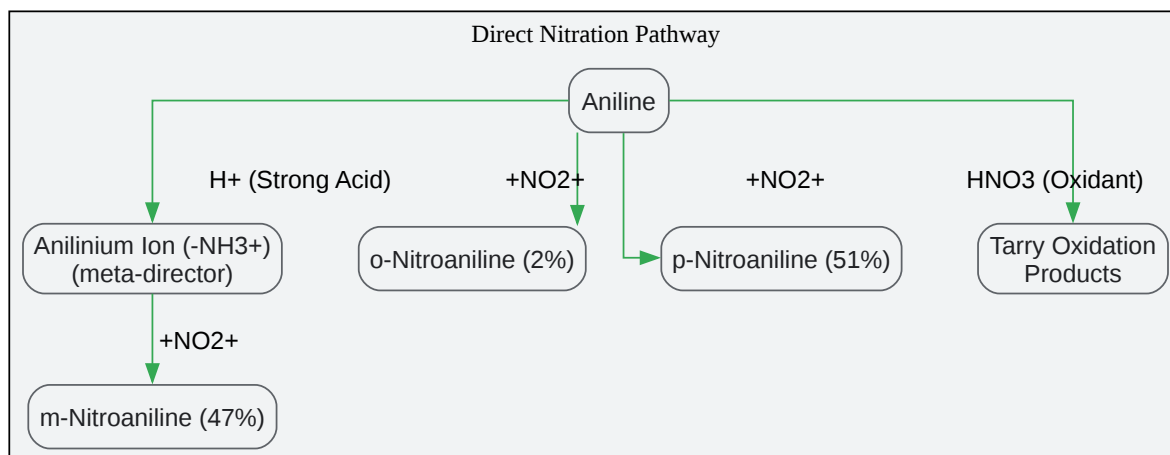 Direct Nitration Pathway
Aniline
H+ (Strong Acid)
+NO2+
+NO2+
HNO3 (Oxidant)
Anilinium Ion (-NH3+)
(meta-director)
o-Nitroaniline (2%)
p-Nitroaniline (51%)
Tarry Oxidation
Products
+NO2+
m-Nitroaniline (47%)